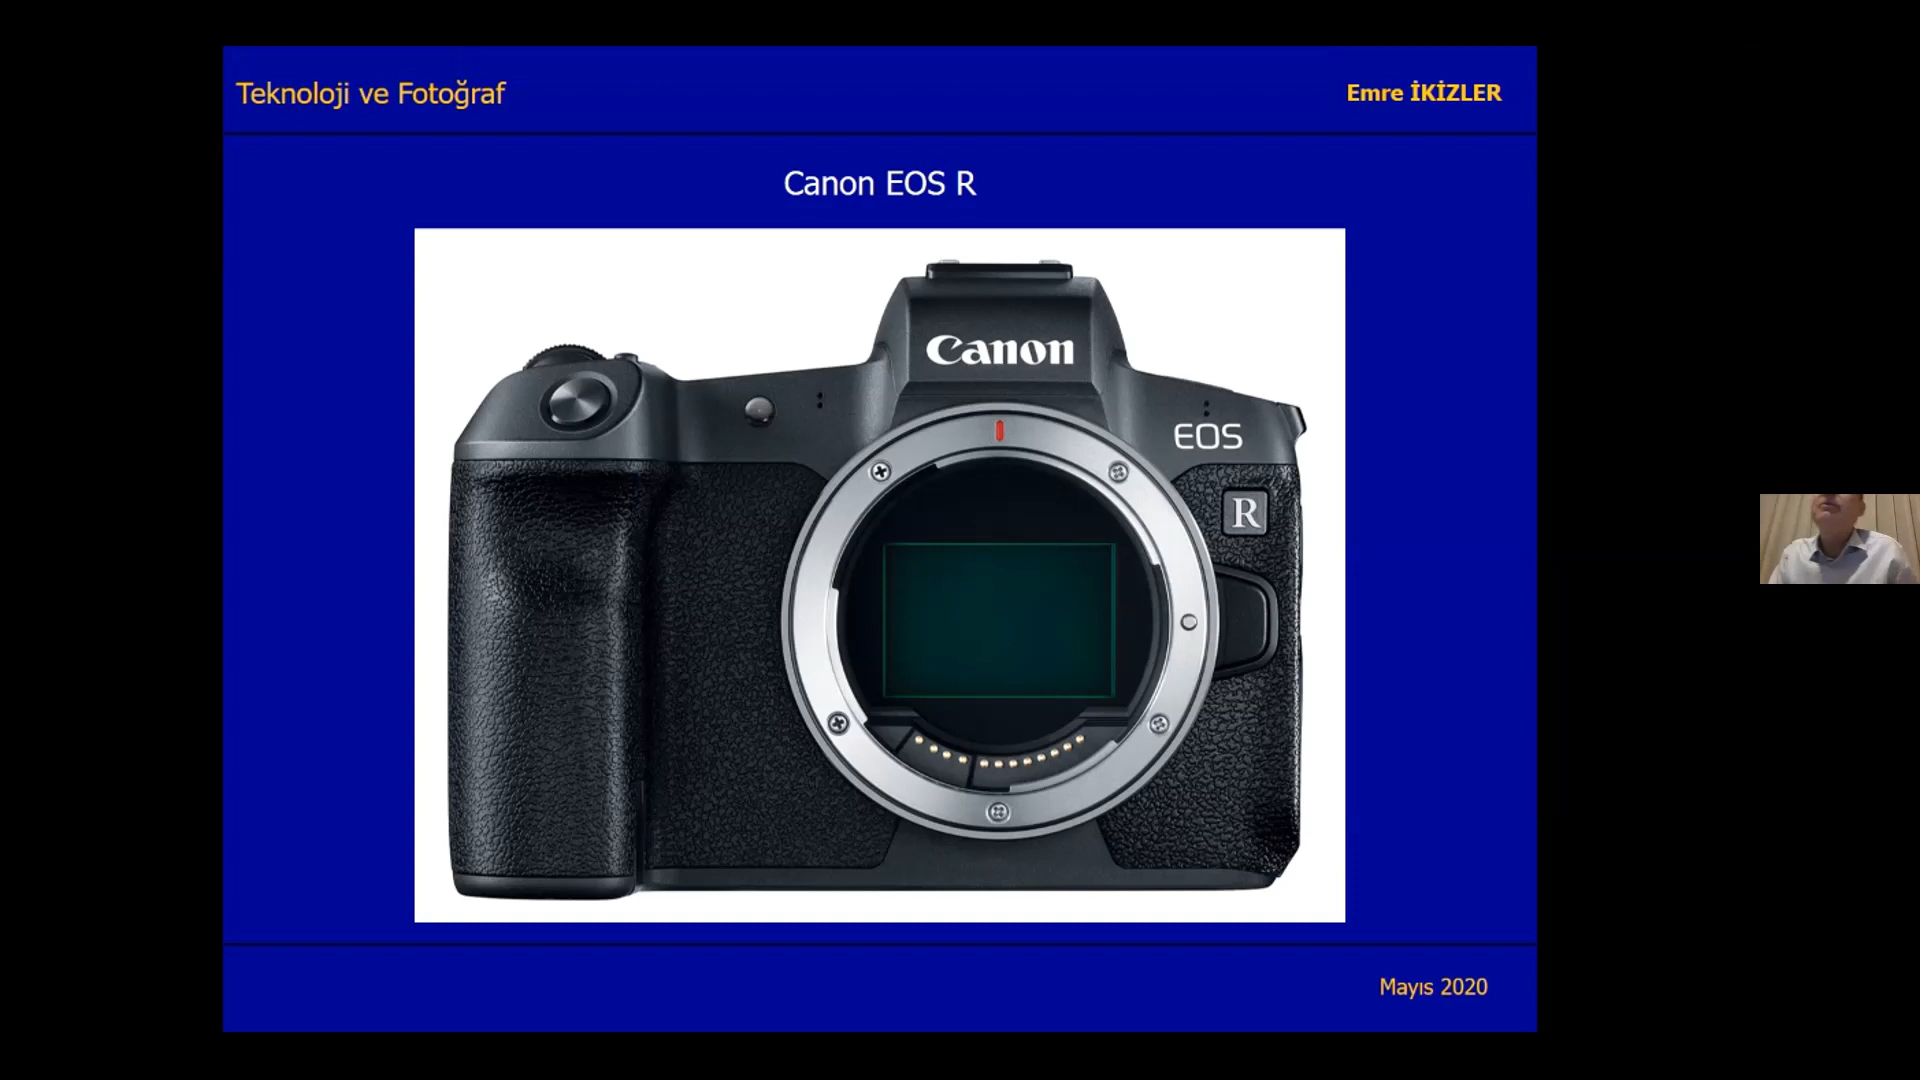 Teknoloji ve Fotoğraf
Emre İKİZLER
Canon EOS R
Canon
EOS
R
Mayıs 2020